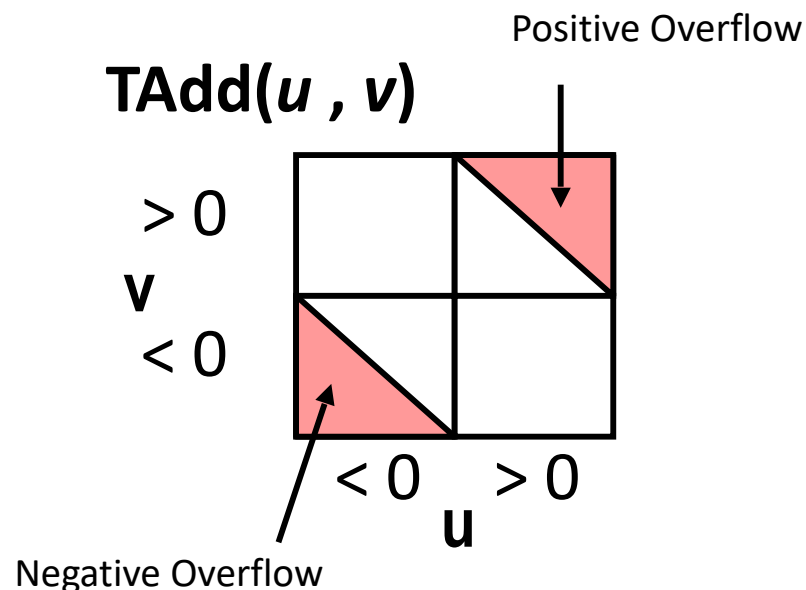 Positive Overflow
TAdd(u , v)
> 0
v
< 0
< 0 > 0
u
Negative Overflow